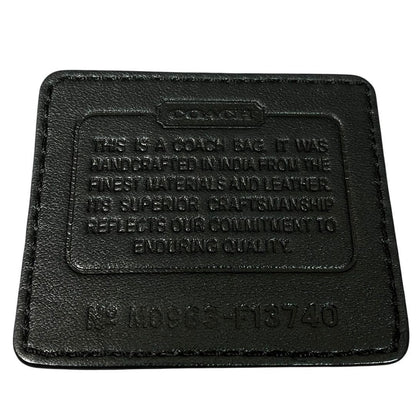 COACH
THIS IS A COACH BAG. IT WAS
HANDCRAFTED IN INDIA FROM THE
FINEST MATERIALS AND LEATHER.
ITS SUPERIOR CRAFTSMANSHIP
REFLECTS OUR COMMITMENT TO
ENDURING QUALITY.
Nº M0983-F13740